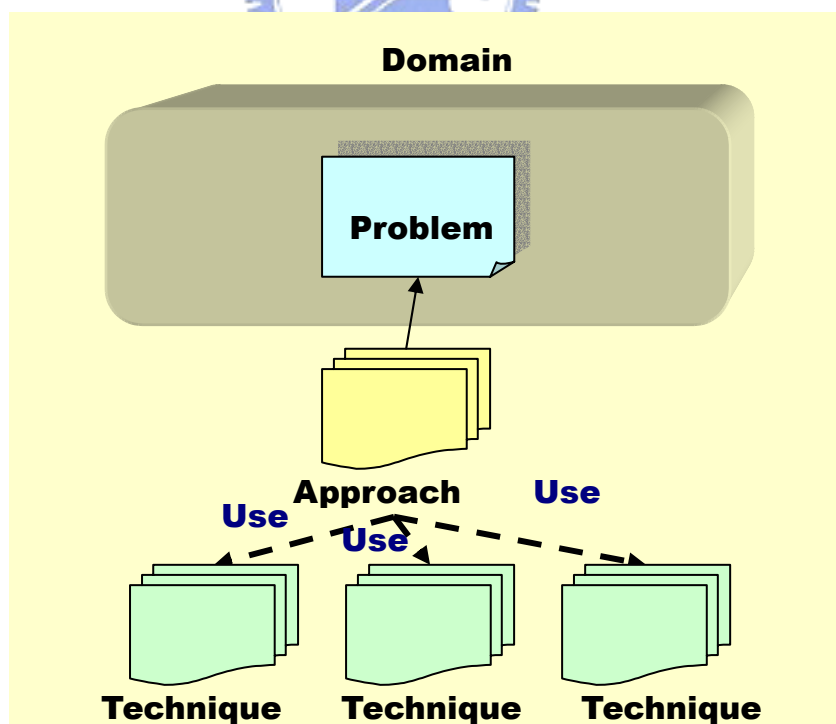 Domain
Problem
Approach
Use
Use
Use
Technique
Technique
Technique